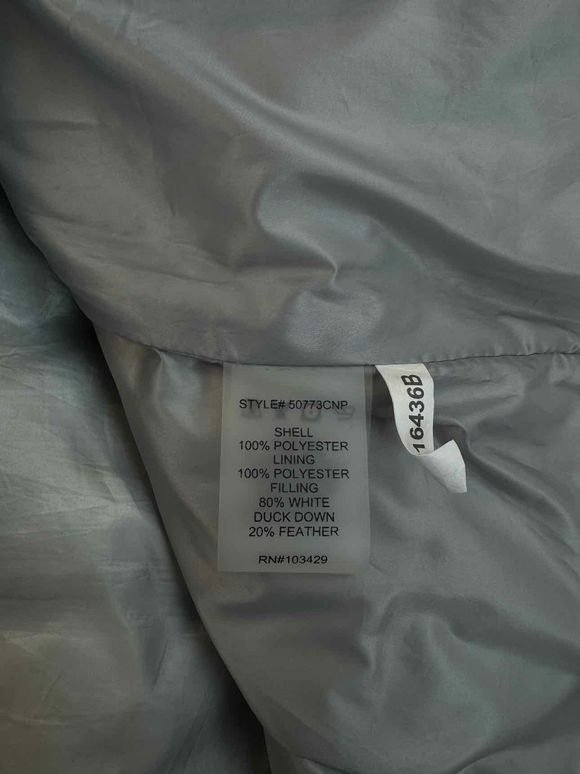 STYLE# 50773CNP
SHELL
100% POLYESTER
LINING
100% POLYESTER
FILLING
80% WHITE
DUCK DOWN
20% FEATHER
RN#103429
16436B